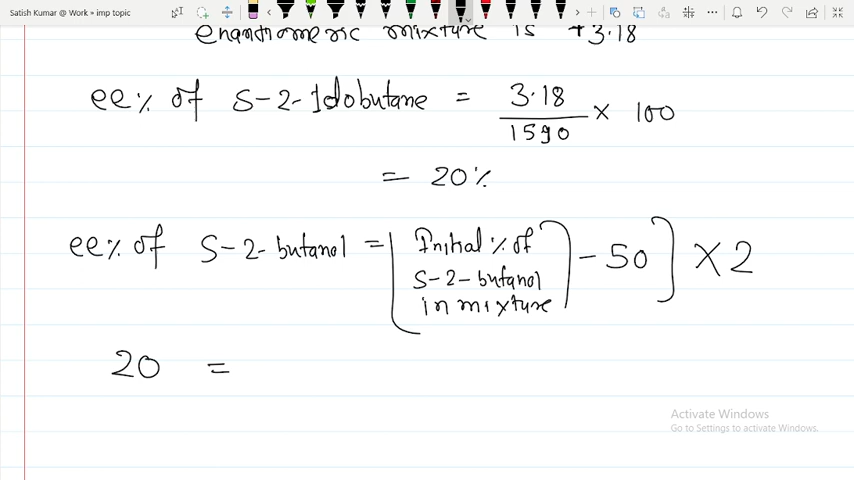 Satish Kumar @ Work » imp topic
enantiomeric mixture is +3.18
ee% of S-2-Idobutane = 3.18 / 1590 × 100
= 20%
ee% of S-2-butanol = [ Initial % of S-2-butanol in mixture ) - 50 ] × 2
20 =
Activate Windows
Go to Settings to activate Windows.